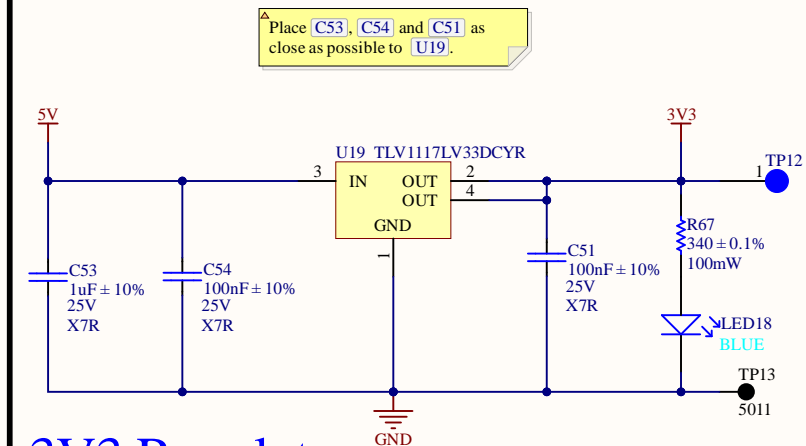 Place C53, C54 and C51 as
close as possible to U19.
5V
3V3
U19 TLV1117LV33DCYR
TP12
3
IN
OUT
2
1
OUT
4
GND
1
R67
340 ± 0.1%
100mW
C53
1uF ± 10%
25V
X7R
C54
100nF ± 10%
25V
X7R
C51
100nF ± 10%
25V
X7R
LED18
BLUE
TP13
5011
GND
3V3